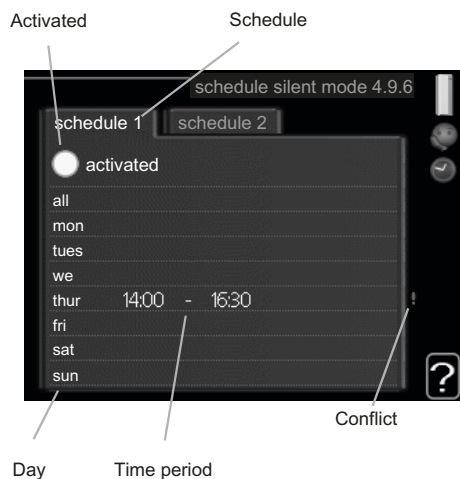 Activated Schedule
schedule silent mode 4.9.6
schedule 1 schedule 2
activated
all
mon
tues
we
thur 14:00 - 16:30 !
fri
sat
sun
?
Conflict
Day Time period